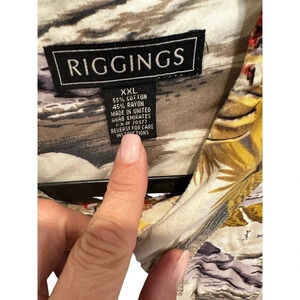 RIGGINGS
XXL
55% COTTON
45% RAYON
MADE IN UNITED
ARAB EMIRATES
REVERSE FOR CARE
INSTRUCTIONS